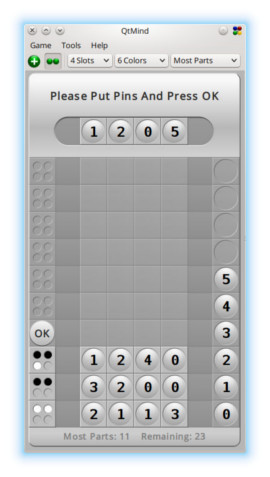 QtMind
Game Tools Help
4 Slots 6 Colors Most Parts
Please Put Pins And Press OK
1 2 0 5
5
4
OK 3
1 2 4 0 2
3 2 0 0 1
2 1 1 3 0
Most Parts: 11 Remaining: 23